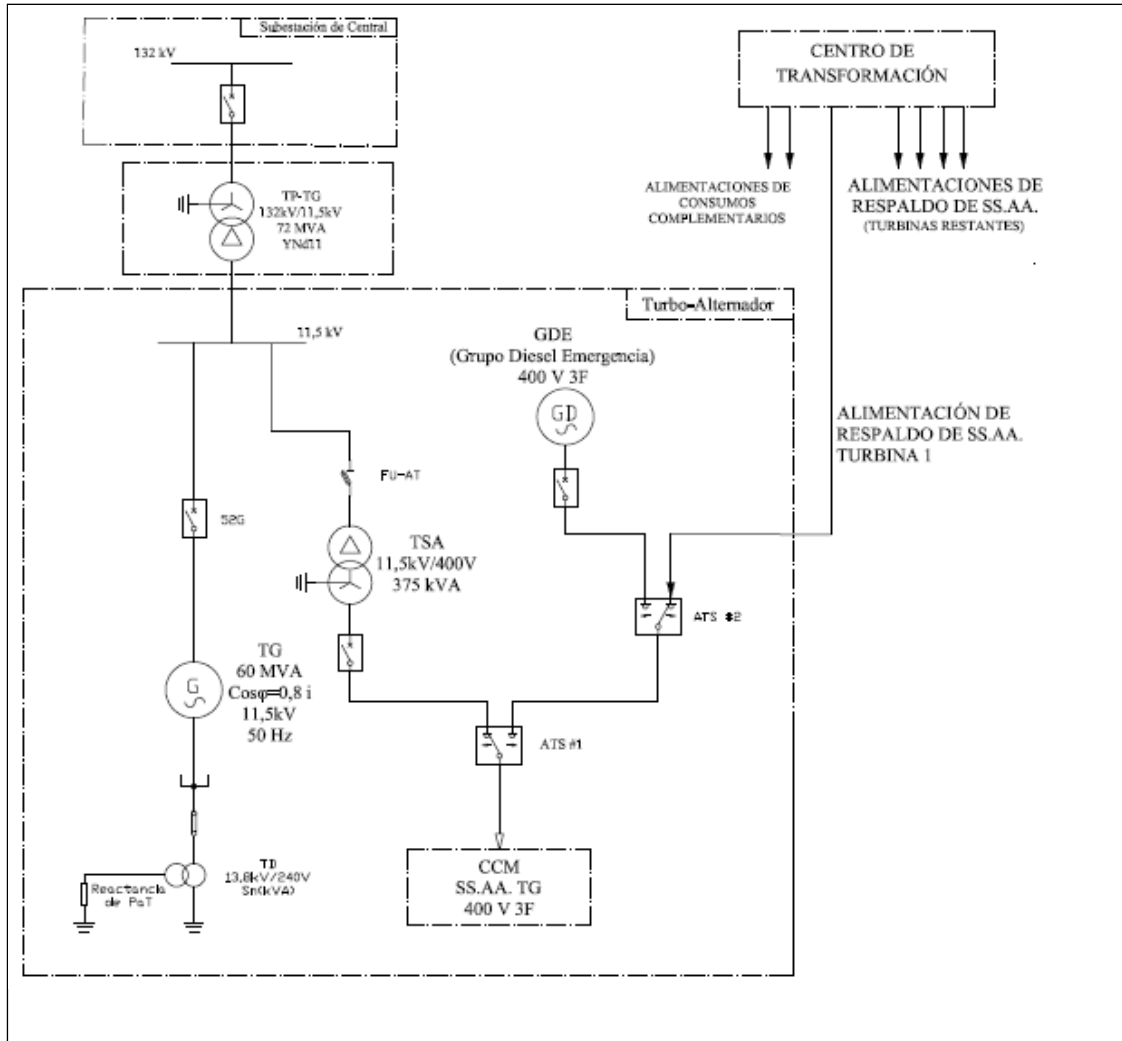 Subestación de Central
132 kV
CENTRO DE
TRANSFORMACIÓN
TP-TG
132kV/11,5kV
72 MVA
YNd11
ALIMENTACIONES DE
CONSUMOS
COMPLEMENTARIOS
ALIMENTACIONES DE
RESPALDO DE SS.AA.
(TURBINAS RESTANTES)
Turbo-Alternador
11,5 kV
GDE
(Grupo Diesel Emergencia)
400 V 3F
GD
ALIMENTACIÓN DE
RESPALDO DE SS.AA.
TURBINA 1
FU-AT
52G
TSA
11,5kV/400V
375 kVA
ATS #2
TG
60 MVA
Cosφ=0,8 i
11,5kV
50 Hz
G
ATS #1
TD
13,8kV/240V
Sn(kVA)
Reactancia
de PaT
CCM
SS.AA. TG
400 V 3F